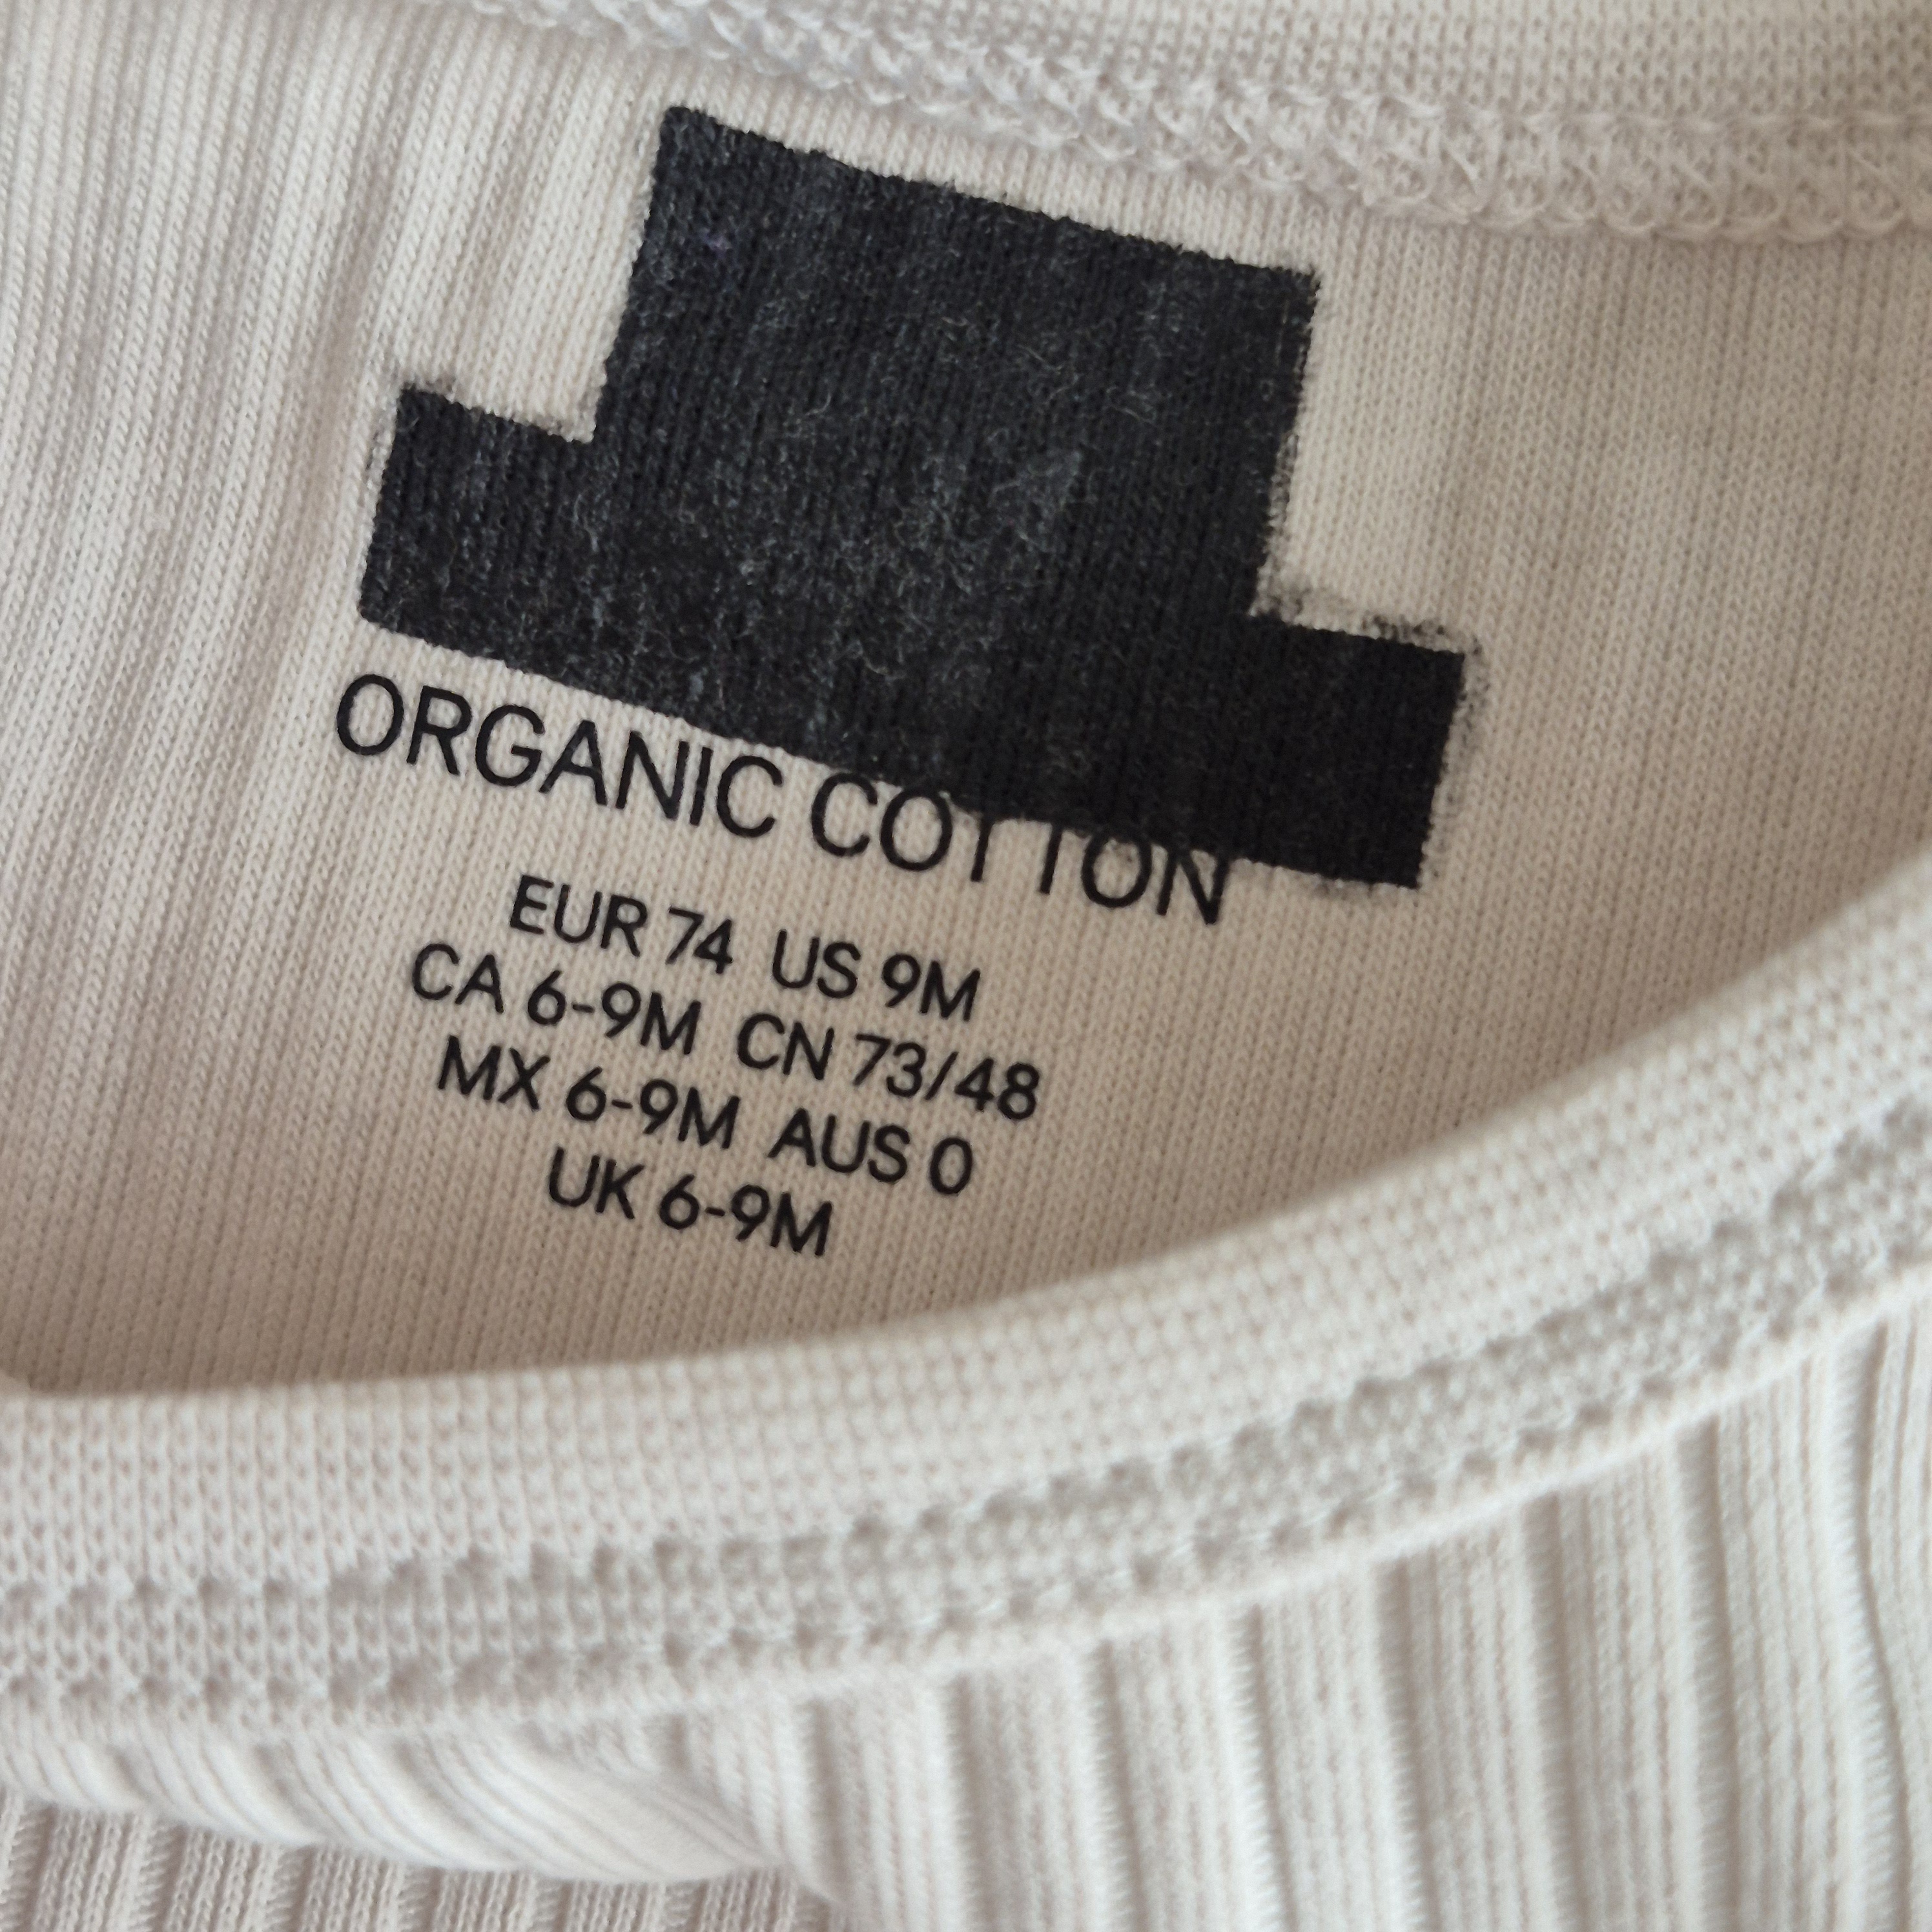 ORGANIC COTTON
EUR 74 US 9M
CA 6-9M CN 73/48
MX 6-9M AUS 0
UK 6-9M